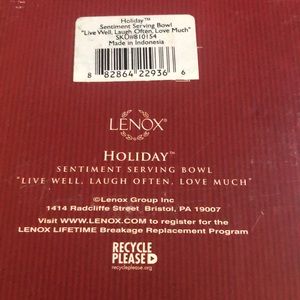 Holiday™
Sentiment Serving Bowl
"Live Well, Laugh Often, Love Much"
SKU#810154
Made in Indonesia
8 82864 22936 6
LENOX®
HOLIDAY™
SENTIMENT SERVING BOWL
"LIVE WELL, LAUGH OFTEN, LOVE MUCH"
©Lenox Group Inc
1414 Radcliffe Street, Bristol, PA 19007
Visit WWW.LENOX.COM to register for the
LENOX LIFETIME Breakage Replacement Program
RECYCLE
PLEASE
recycleplease.org